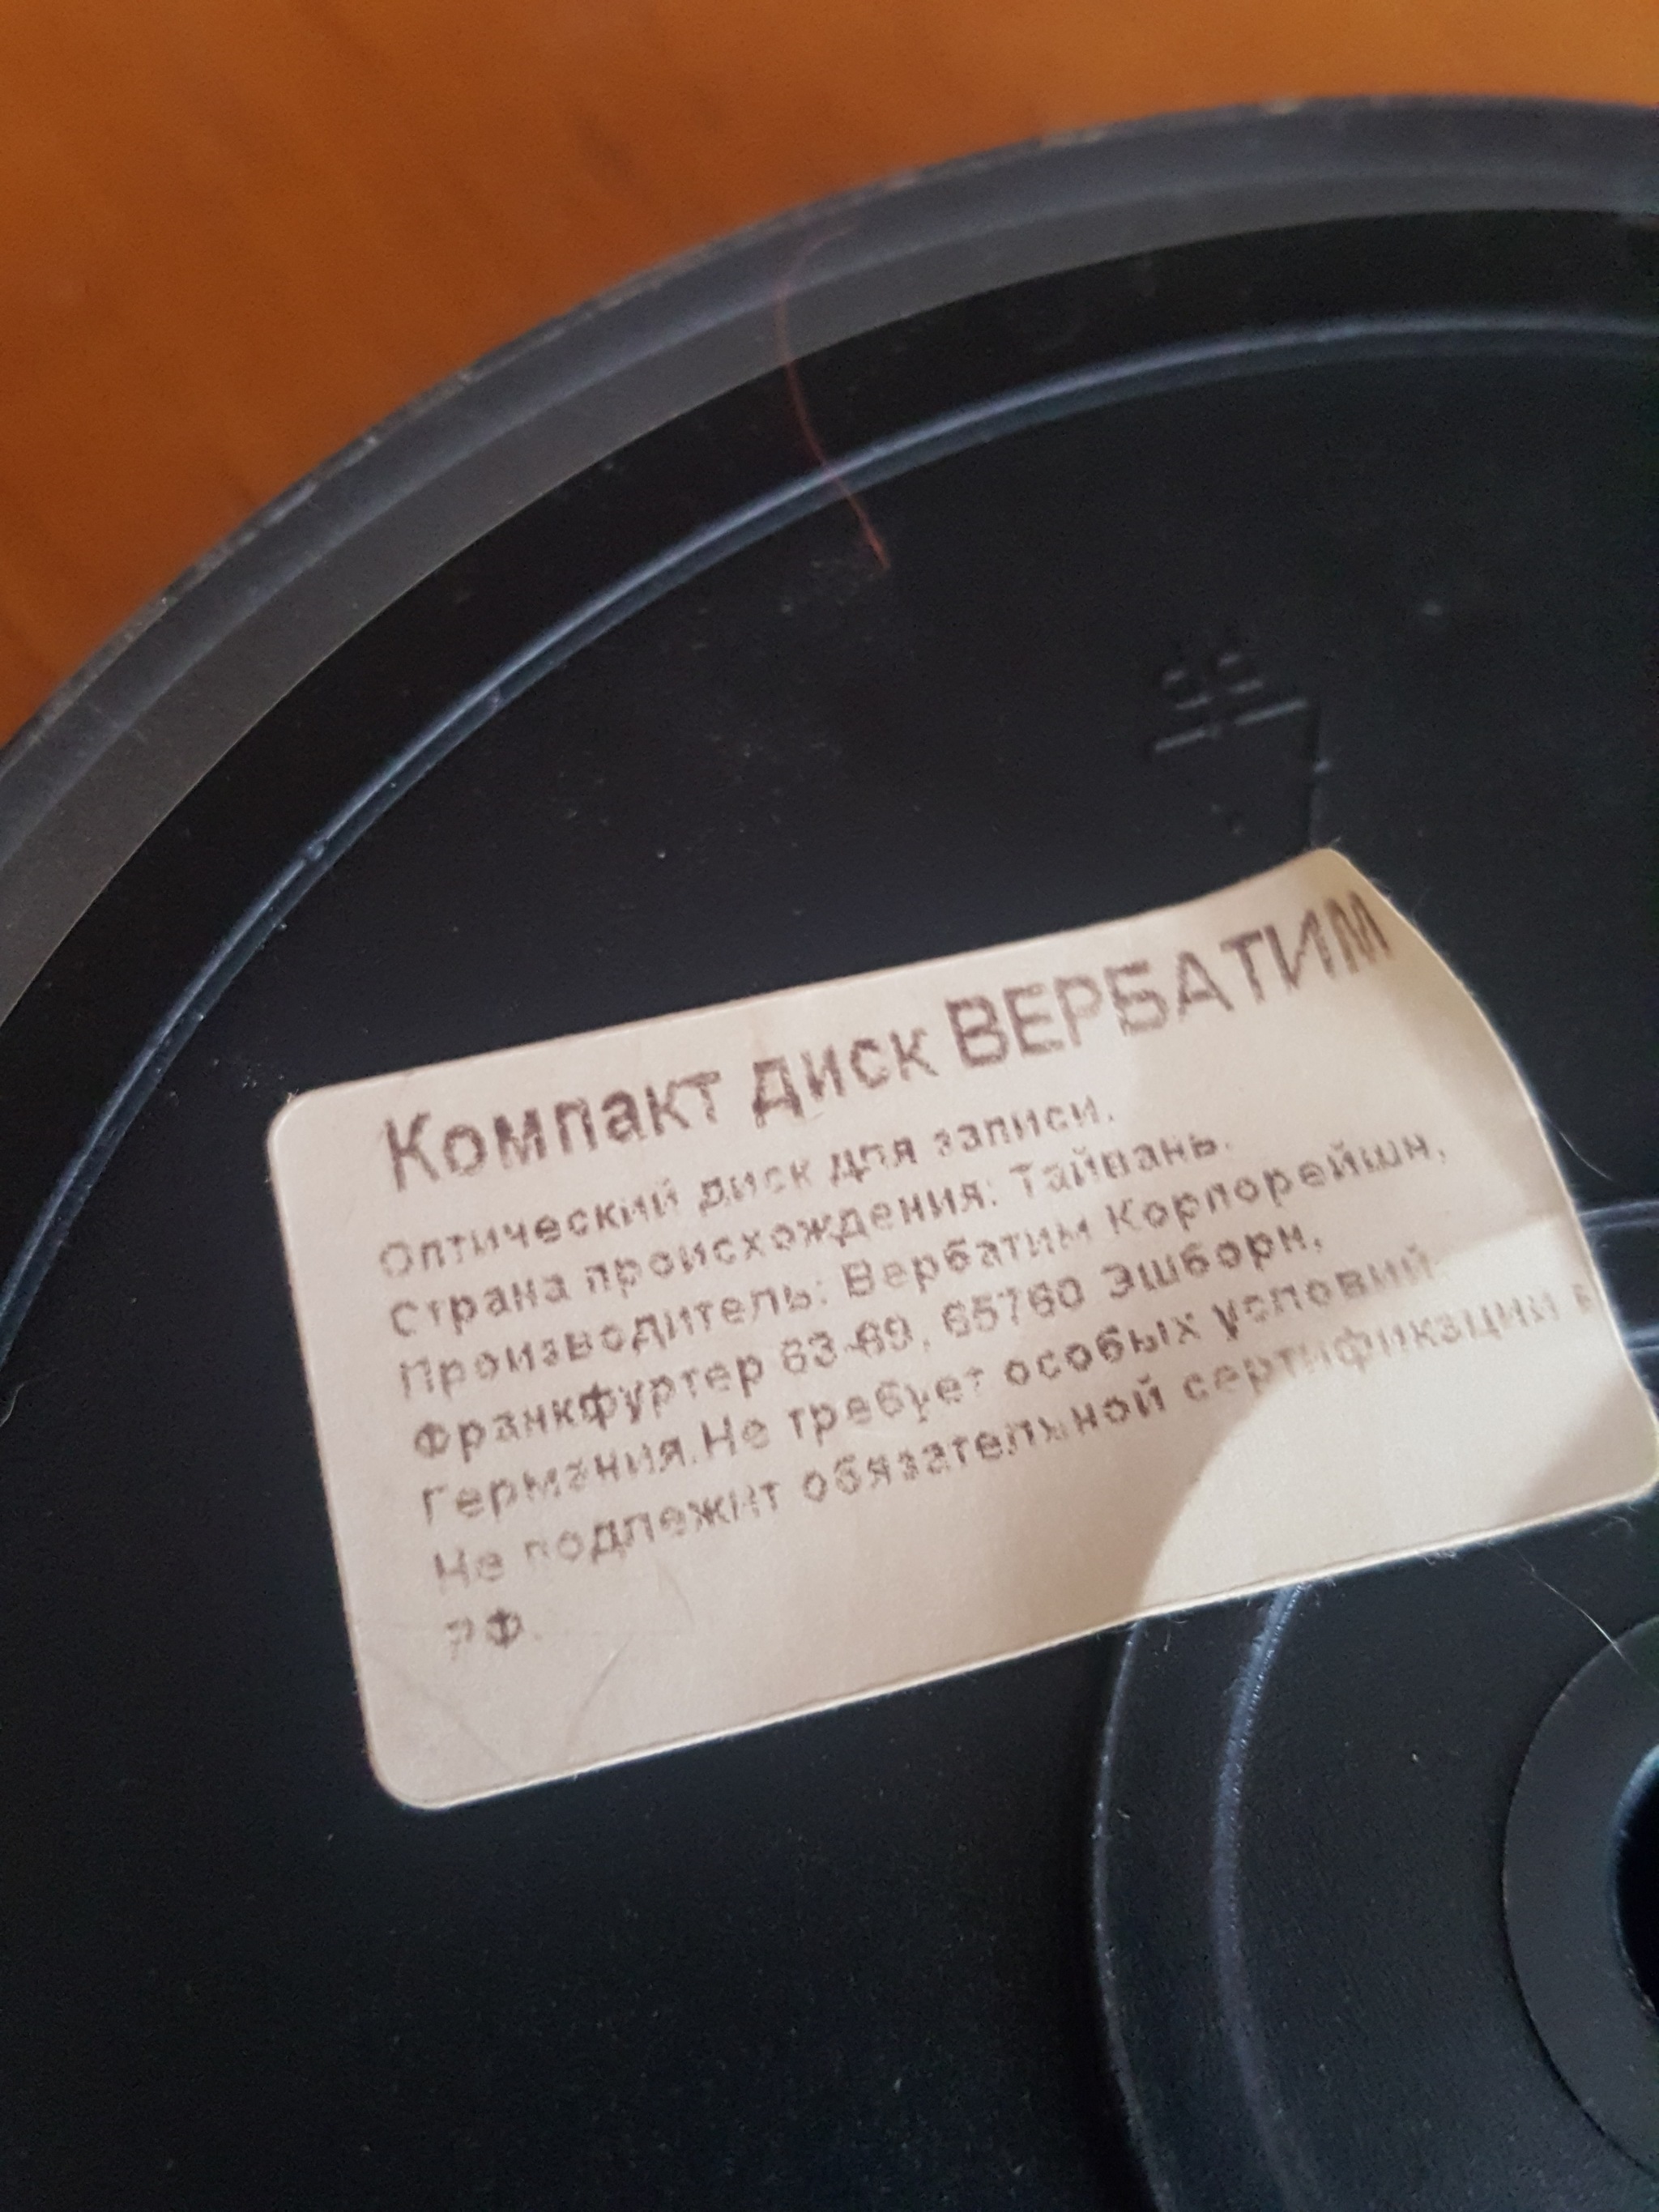 Компакт диск ВЕРБАТИМ
Оптический диск для записи.
Страна происхождения: Тайвань.
Производитель: Вербатим Корпорейшн,
Франкфуртер 63-69, 65760 Эшборн,
Германия.Не требует особых условий
Не подлежит обязательной сертификации в
РФ.